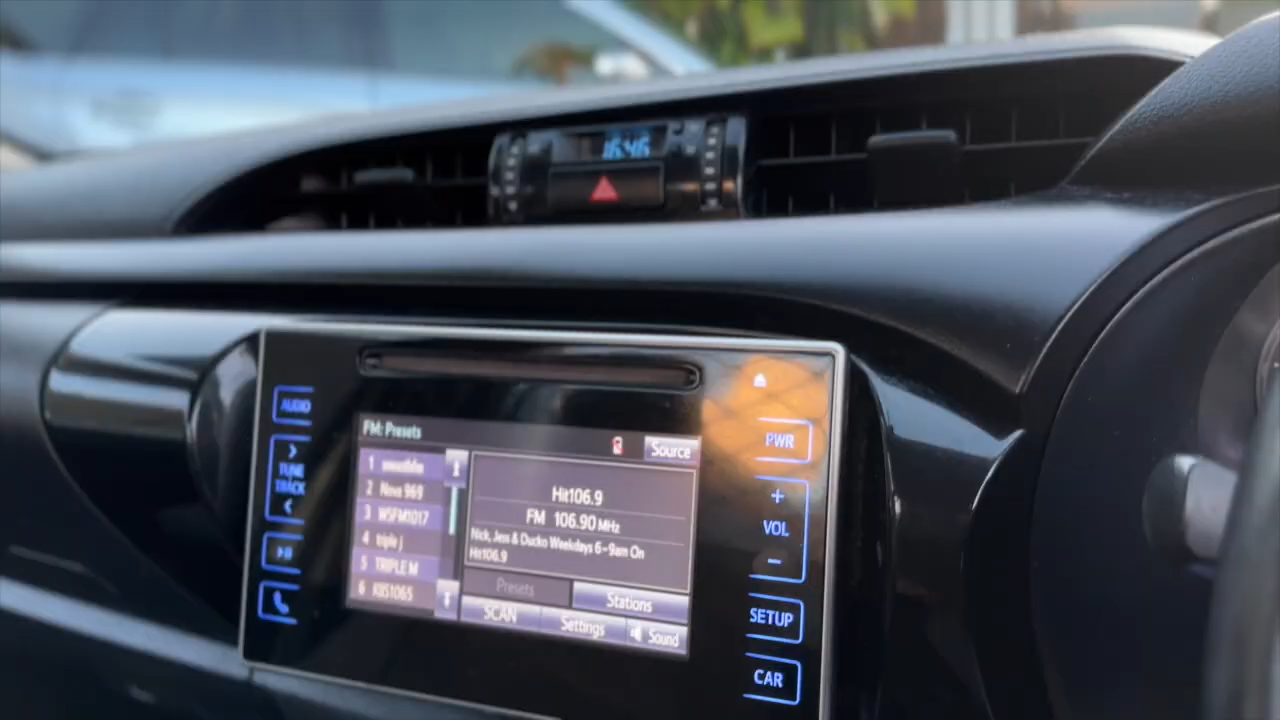 16:46
AUDIO
TUNE
TRACK
FM: Presets
Source
1 smoothfm
2 Nova 969
3 WSFM1017
4 triple j
5 TRIPLE M
6 KIIS1065
Hit106.9
FM 106.90 MHz
Nick, Jess & Ducko Weekdays 6-9am On
Hit106.9
Presets
Stations
SCAN
Settings
Sound
PWR
+
VOL
-
SETUP
CAR